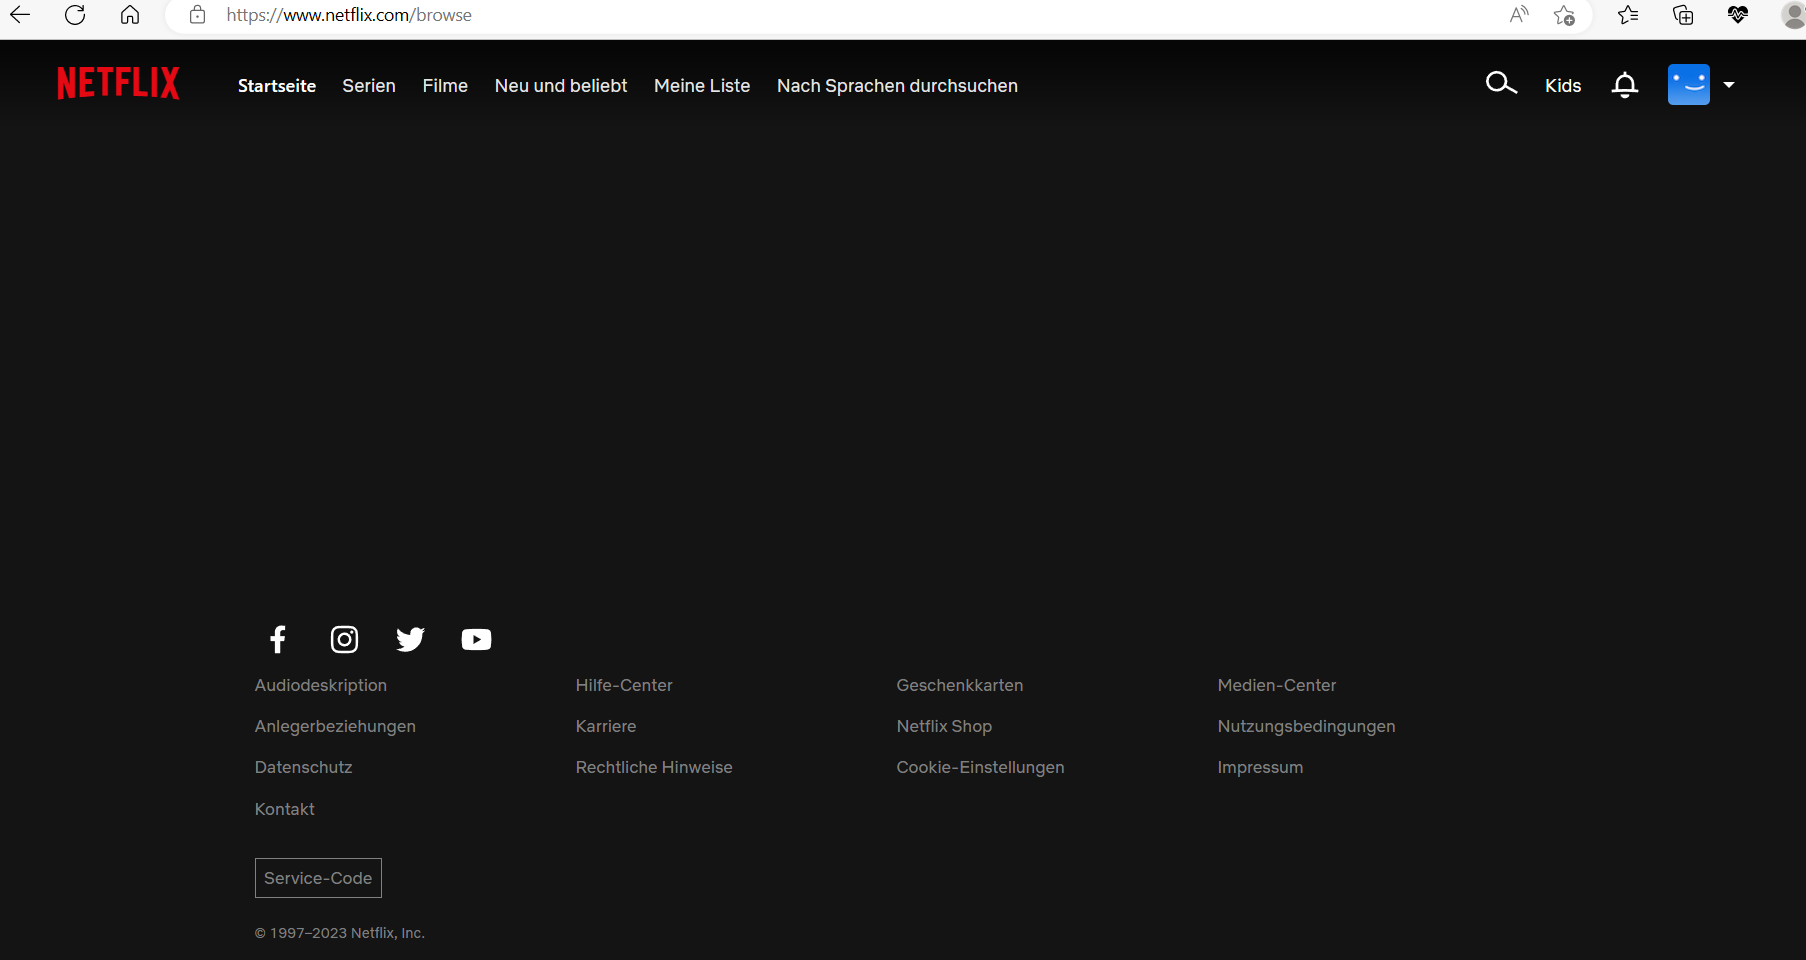 https://www.netflix.com/browse
NETFLIX Startseite Serien Filme Neu und beliebt Meine Liste Nach Sprachen durchsuchen Kids
Audiodeskription Hilfe-Center Geschenkkarten Medien-Center
Anlegerbeziehungen Karriere Netflix Shop Nutzungsbedingungen
Datenschutz Rechtliche Hinweise Cookie-Einstellungen Impressum
Kontakt
Service-Code
© 1997–2023 Netflix, Inc.